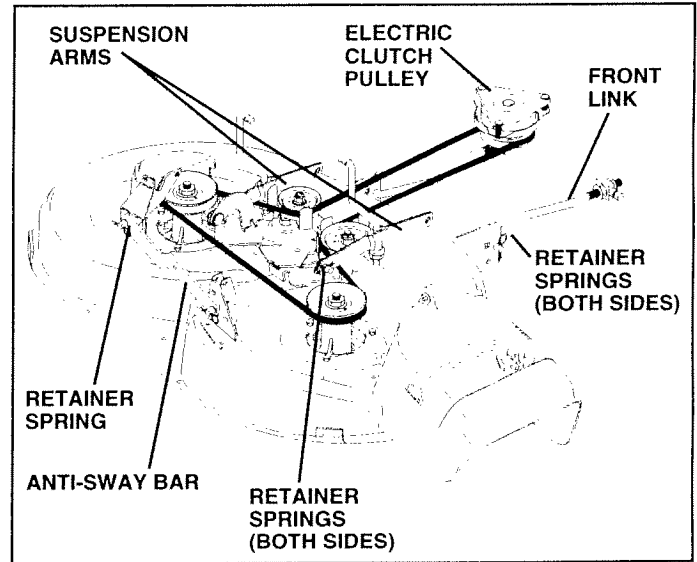 SUSPENSION
ARMS
ELECTRIC
CLUTCH
PULLEY
FRONT
LINK
RETAINER
SPRINGS
(BOTH SIDES)
RETAINER
SPRING
ANTI-SWAY BAR
RETAINER
SPRINGS
(BOTH SIDES)